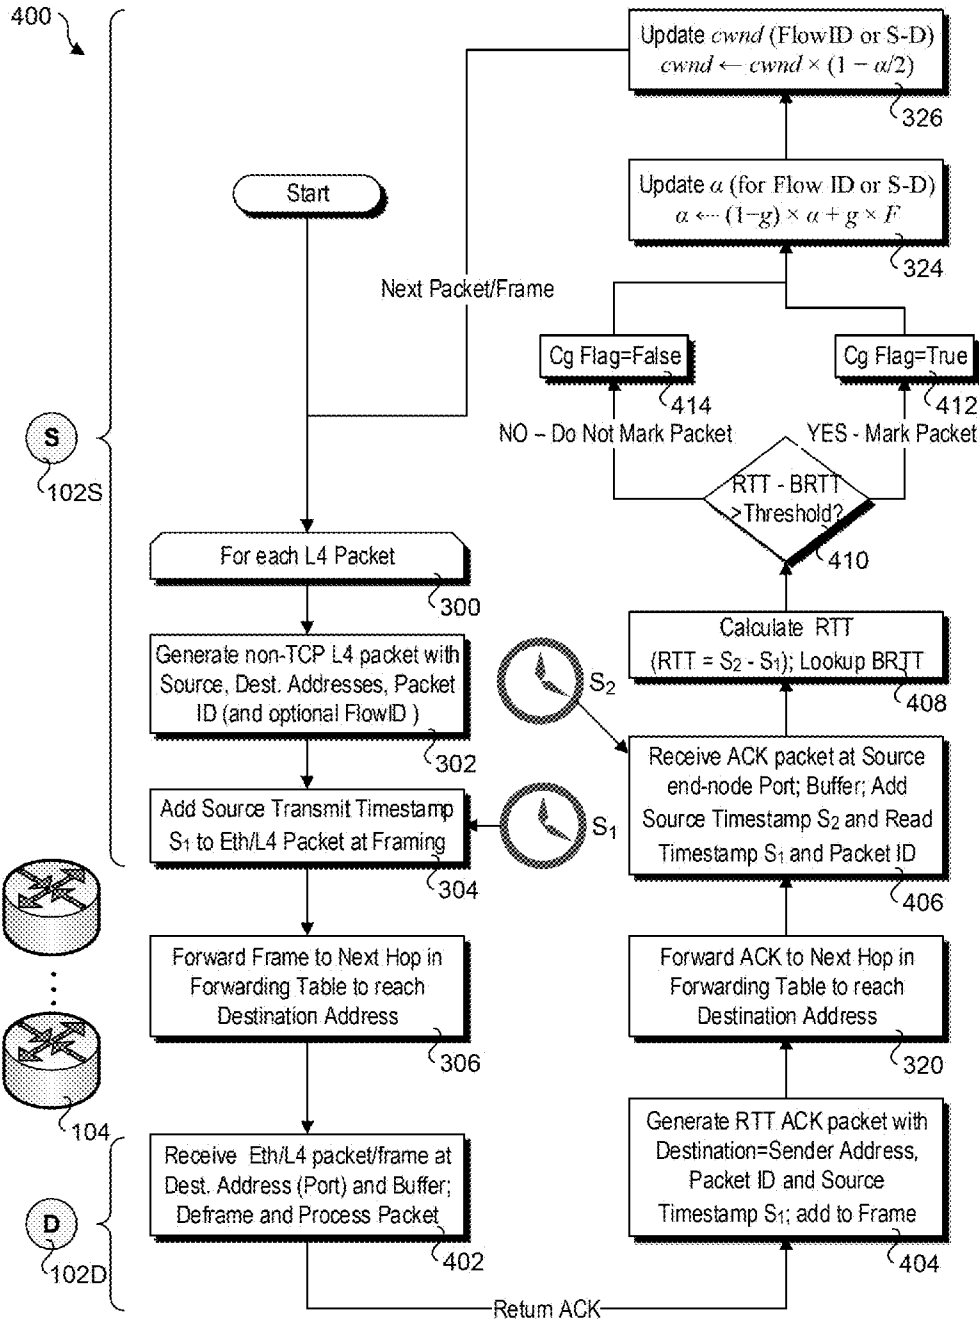 400
Update cwnd (FlowID or S-D)
cwnd ← cwnd × (1 − α/2)
326
Start
Update α (for Flow ID or S-D)
α ← (1−g) × α + g × F
324
Next Packet/Frame
Cg Flag=False
414
Cg Flag=True
412
NO – Do Not Mark Packet
YES - Mark Packet
S
102S
RTT - BRTT
>Threshold?
410
For each L4 Packet
300
Calculate RTT
(RTT = S2 - S1); Lookup BRTT
408
Generate non-TCP L4 packet with
Source, Dest. Addresses, Packet
ID (and optional FlowID )
302
S2
Receive ACK packet at Source
end-node Port; Buffer; Add
Source Timestamp S2 and Read
Timestamp S1 and Packet ID
406
Add Source Transmit Timestamp
S1 to Eth/L4 Packet at Framing
304
S1
Forward Frame to Next Hop in
Forwarding Table to reach
Destination Address
306
Forward ACK to Next Hop in
Forwarding Table to reach
Destination Address
320
104
Receive Eth/L4 packet/frame at
Dest. Address (Port) and Buffer;
Deframe and Process Packet
402
Generate RTT ACK packet with
Destination=Sender Address,
Packet ID and Source
Timestamp S1; add to Frame
404
D
102D
Return ACK